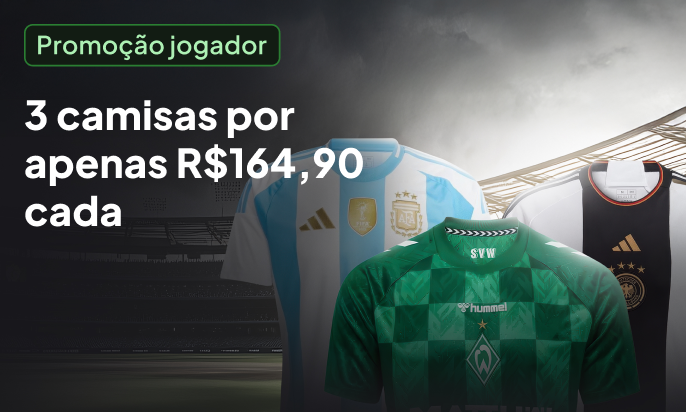 Promoção jogador
3 camisas por
apenas R$164,90
cada
SVW
hummel